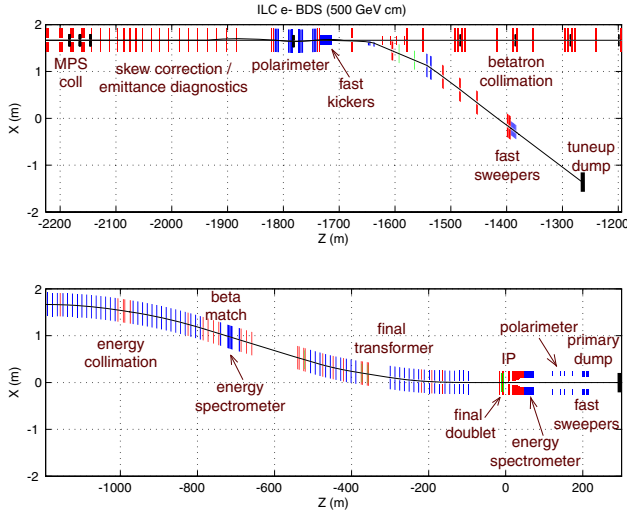 ILC e- BDS (500 GeV cm)
2
1
0
-1
-2
X (m)
MPS
coll
skew correction /
emittance diagnostics
polarimeter
fast
kickers
betatron
collimation
fast
sweepers
tuneup
dump
-2200
-2100
-2000
-1900
-1800
-1700
-1600
-1500
-1400
-1300
-1200
Z (m)
2
1
0
-1
-2
X (m)
energy
collimation
beta
match
energy
spectrometer
final
transformer
IP
polarimeter
primary
dump
final
doublet
energy
spectrometer
fast
sweepers
-1000
-800
-600
-400
-200
0
200
Z (m)